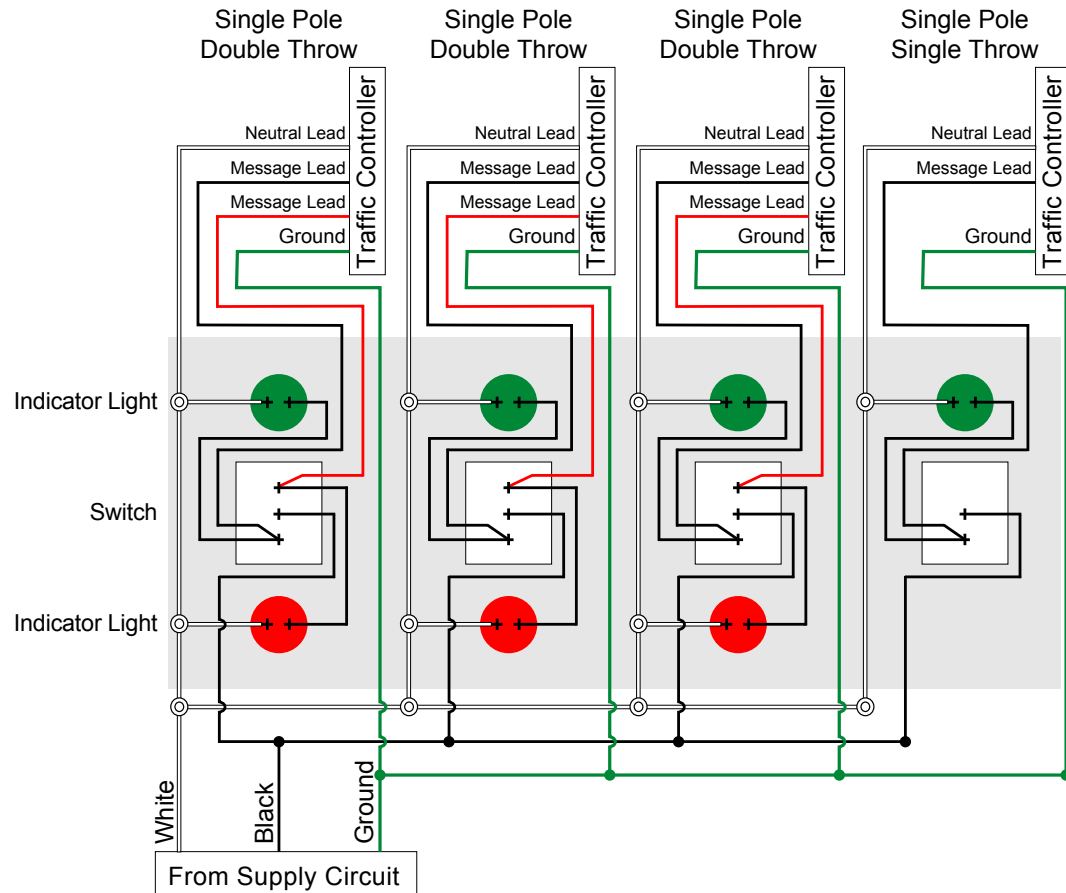 Single Pole
Double Throw
Single Pole
Double Throw
Single Pole
Double Throw
Single Pole
Single Throw
Neutral Lead
Message Lead
Message Lead
Ground
Traffic Controller
Neutral Lead
Message Lead
Message Lead
Ground
Traffic Controller
Neutral Lead
Message Lead
Message Lead
Ground
Traffic Controller
Neutral Lead
Message Lead
Ground
Traffic Controller
Indicator Light
Switch
Indicator Light
White
Black
Ground
From Supply Circuit